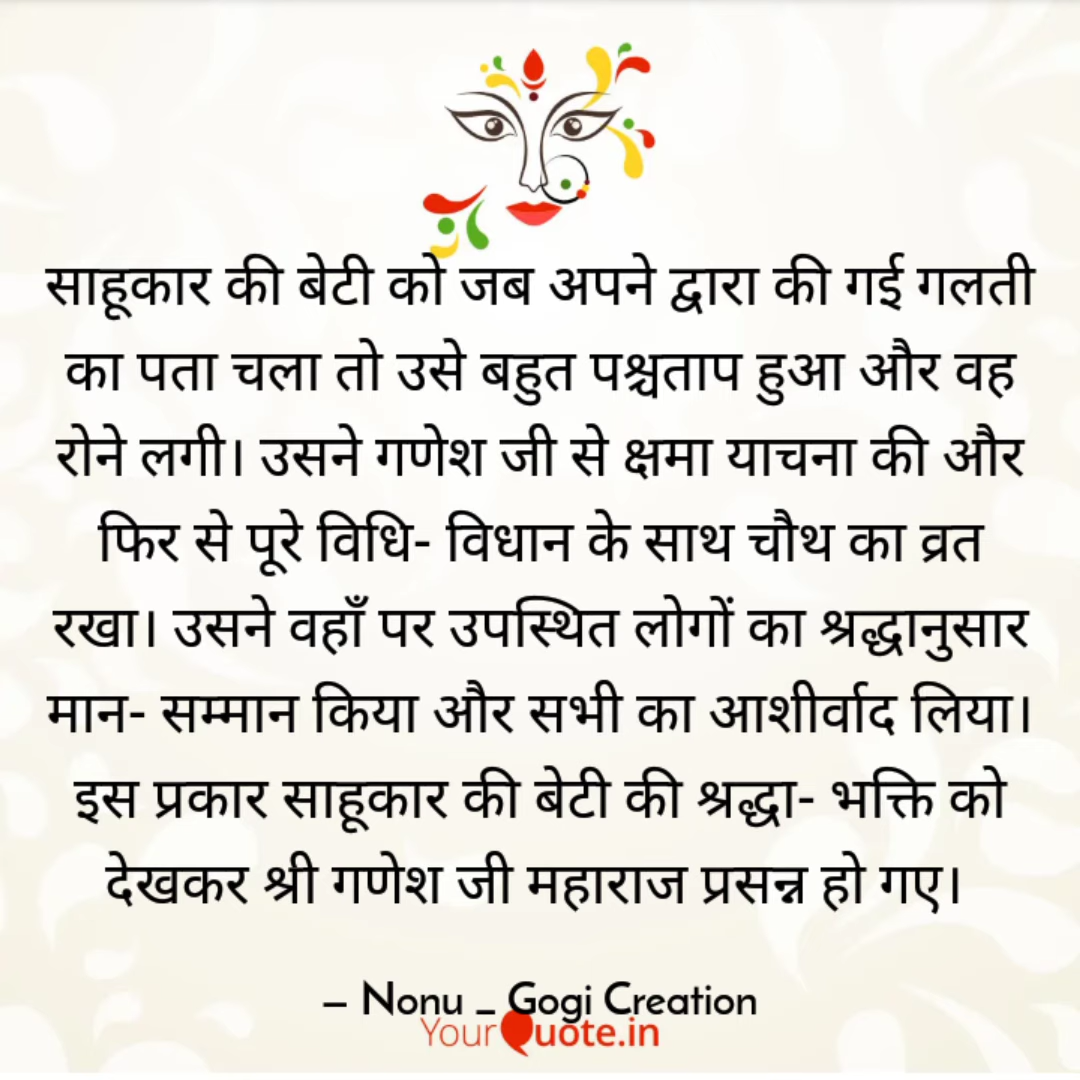 साहूकार की बेटी को जब अपने द्वारा की गई गलती
का पता चला तो उसे बहुत पश्चताप हुआ और वह
रोने लगी। उसने गणेश जी से क्षमा याचना की और
फिर से पूरे विधि- विधान के साथ चौथ का व्रत
रखा। उसने वहाँ पर उपस्थित लोगों का श्रद्धानुसार
मान- सम्मान किया और सभी का आशीर्वाद लिया।
इस प्रकार साहूकार की बेटी की श्रद्धा- भक्ति को
देखकर श्री गणेश जी महाराज प्रसन्न हो गए।
– Nonu _ Gogi Creation
YourQuote.in